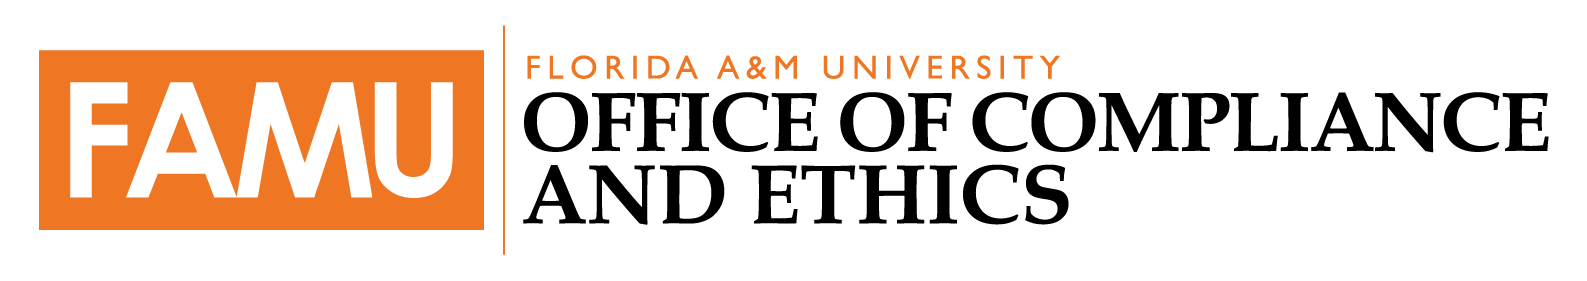 FAMU
FLORIDA A&M UNIVERSITY
OFFICE OF COMPLIANCE
AND ETHICS